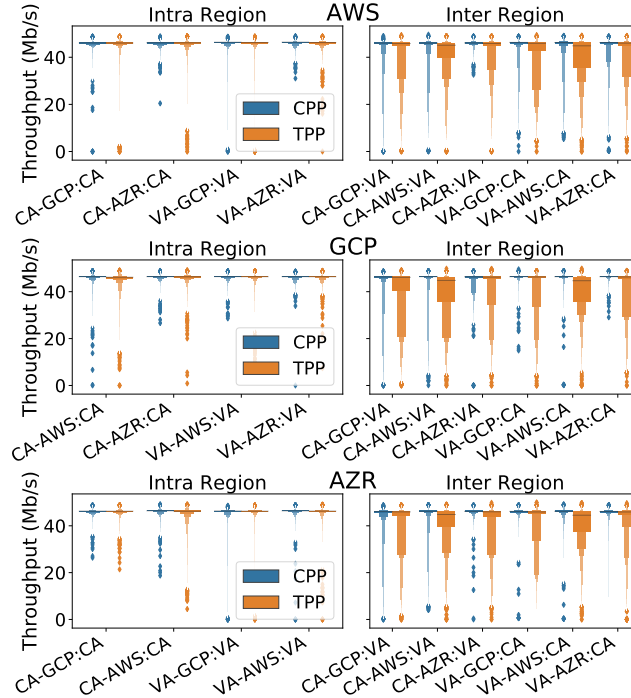 AWS
Intra Region
Inter Region
Throughput (Mb/s)
40
20
0
CPP
TPP
CA-GCP:CA
CA-AZR:CA
VA-GCP:VA
VA-AZR:VA
CA-GCP:VA
CA-AWS:VA
CA-AZR:VA
VA-GCP:CA
VA-AWS:CA
VA-AZR:CA
GCP
Intra Region
Inter Region
Throughput (Mb/s)
40
20
0
CPP
TPP
CA-AWS:CA
CA-AZR:CA
VA-AWS:VA
VA-AZR:VA
CA-GCP:VA
CA-AWS:VA
CA-AZR:VA
VA-GCP:CA
VA-AWS:CA
VA-AZR:CA
AZR
Intra Region
Inter Region
Throughput (Mb/s)
40
20
0
CPP
TPP
CA-GCP:CA
CA-AWS:CA
VA-GCP:VA
VA-AWS:VA
CA-GCP:VA
CA-AWS:VA
CA-AZR:VA
VA-GCP:CA
VA-AWS:CA
VA-AZR:CA